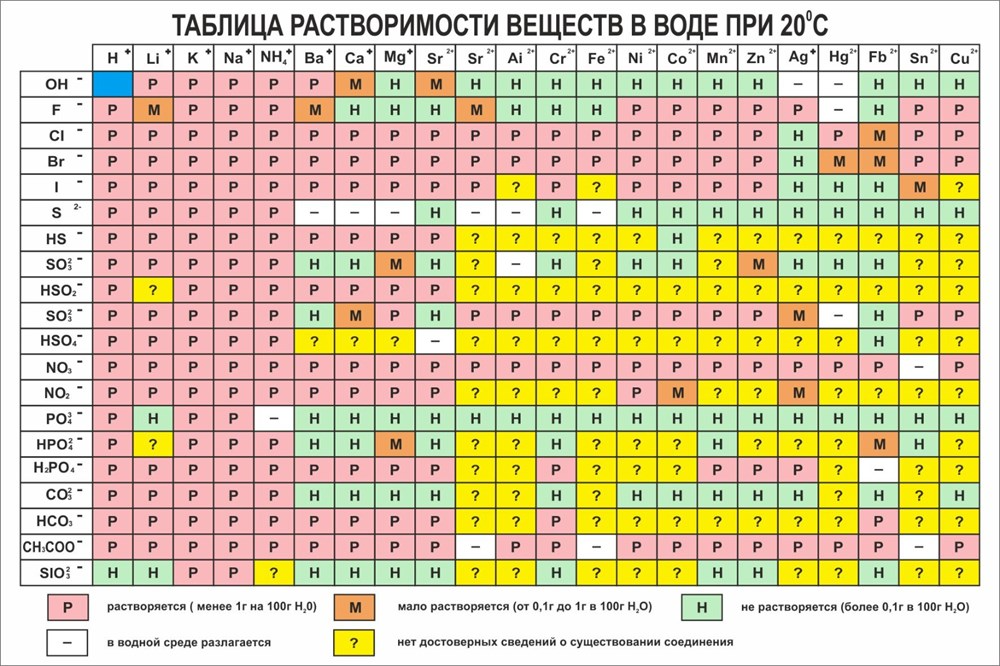 ТАБЛИЦА РАСТВОРИМОСТИ ВЕЩЕСТВ В ВОДЕ ПРИ 20⁰С
H⁺ Li⁺ K⁺ Na⁺ NH₄⁺ Ba⁺ Ca⁺ Mg⁺ Sr²⁺ Sr²⁺ Ai²⁺ Cr²⁺ Fe²⁺ Ni²⁺ Co²⁺ Mn²⁺ Zn²⁺ Ag⁺ Hg²⁺ Fb²⁺ Sn²⁺ Cu²⁺
OH⁻ Р Р Р Р Р М Н М Н Н Н Н Н Н Н Н – – Н Н Н
F⁻ Р М Р Р Р М Н Н Н М Н Н Н Р Р Р Р Р – Н Р Р
Cl⁻ Р Р Р Р Р Р Р Р Р Р Р Р Р Р Р Р Р Н Р М Р Р
Br⁻ Р Р Р Р Р Р Р Р Р Р Р Р Р Р Р Р Р Н М М Р Р
I⁻ Р Р Р Р Р Р Р Р Р Р ? Р ? Р Р Р Р Н Н Н М ?
S²⁻ Р Р Р Р Р – – – Н – – Н – Н Н Н Н Н Н Н Н Н
HS⁻ Р Р Р Р Р Р Р Р Р ? ? ? ? ? Н ? ? ? ? ? ? ?
SO₃²⁻ Р Р Р Р Р Н Н М Н ? – Н ? Н Н ? М Н Н Н ? ?
HSO₂⁻ Р ? Р Р Р Р Р Р Р ? ? ? ? ? ? ? ? ? ? ? ? ?
SO₃²⁻ Р Р Р Р Р Н М Р Н Р Р Р Р Р Р Р Р М – Н Р Р
HSO₄⁻ Р Р Р Р Р ? ? ? – ? ? ? ? ? ? ? ? ? ? Н ? ?
NO₃⁻ Р Р Р Р Р Р Р Р Р Р Р Р Р Р Р Р Р Р Р Р – Р
NO₂⁻ Р Р Р Р Р Р Р Р Р ? ? ? ? Р М ? ? М ? ? ? ?
PO₄³⁻ Р Н Р Р – Н Н Н Н Н Н Н Н Н Н Н Н Н Н Н Н Н
HPO₄²⁻ Р ? Р Р Р Н Н М Н ? ? Н ? ? ? Н ? ? ? М Н ?
H₂PO₄⁻ Р Р Р Р Р Р Р Р Р ? ? Р ? ? ? Р Р Р ? – ? ?
CO₃²⁻ Р Р Р Р Р Н Н Н Н ? ? Н ? Н Н Н Н Н ? Н ? Н
HCO₃⁻ Р Р Р Р Р Р Р Р Р ? ? Р ? ? ? ? ? ? ? Р ? ?
CH₃COO⁻ Р Р Р Р Р Р Р Р Р – Р Р – Р Р Р Р Р Р Р – Р
SIO₃²⁻ Н Н Р Р ? Н Н Н Н ? ? Н ? ? ? Н Н ? ? Н ? ?
Р растворяется ( менее 1г на 100г H₂0) М мало растворяется (от 0,1г до 1г в 100г H₂O) Н не растворяется (более 0,1г в 100г H₂O)
– в водной среде разлагается ? нет достоверных сведений о существовании соединения